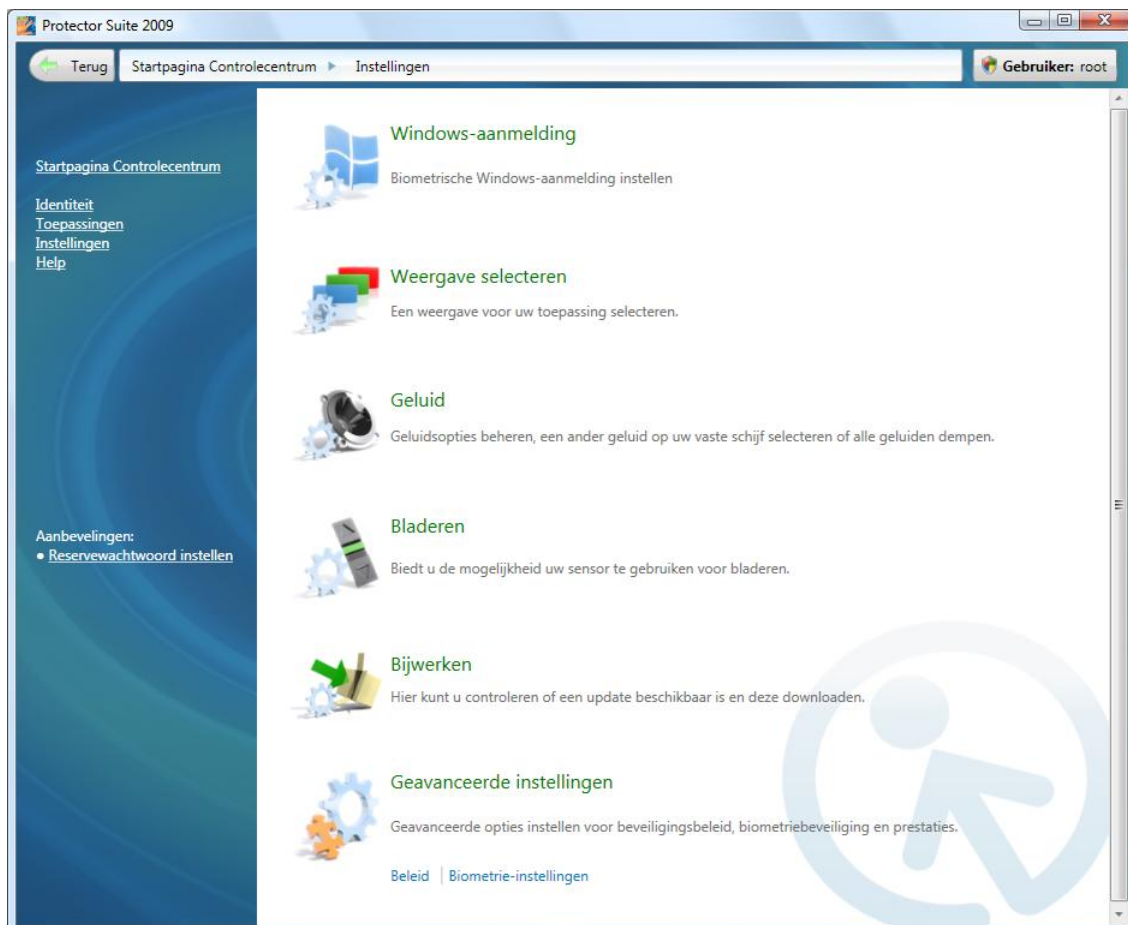 Protector Suite 2009
Terug
Startpagina Controlecentrum
Instellingen
Gebruiker: root
Startpagina Controlecentrum
Identiteit
Toepassingen
Instellingen
Help
Aanbevelingen:
• Reservewachtwoord instellen
Windows-aanmelding
Biometrische Windows-aanmelding instellen
Weergave selecteren
Een weergave voor uw toepassing selecteren.
Geluid
Geluidsopties beheren, een ander geluid op uw vaste schijf selecteren of alle geluiden dempen.
Bladeren
Biedt u de mogelijkheid uw sensor te gebruiken voor bladeren.
Bijwerken
Hier kunt u controleren of een update beschikbaar is en deze downloaden.
Geavanceerde instellingen
Geavanceerde opties instellen voor beveiligingsbeleid, biometriebeveiliging en prestaties.
Beleid | Biometrie-instellingen